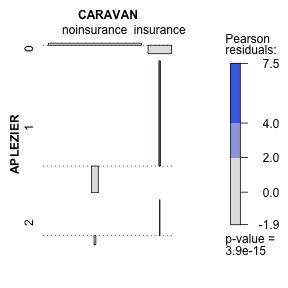 CARAVAN
noinsurance insurance
APLEZIER
0
1
2
Pearson
residuals:
7.5
4.0
2.0
0.0
-1.9
p-value =
3.9e-15